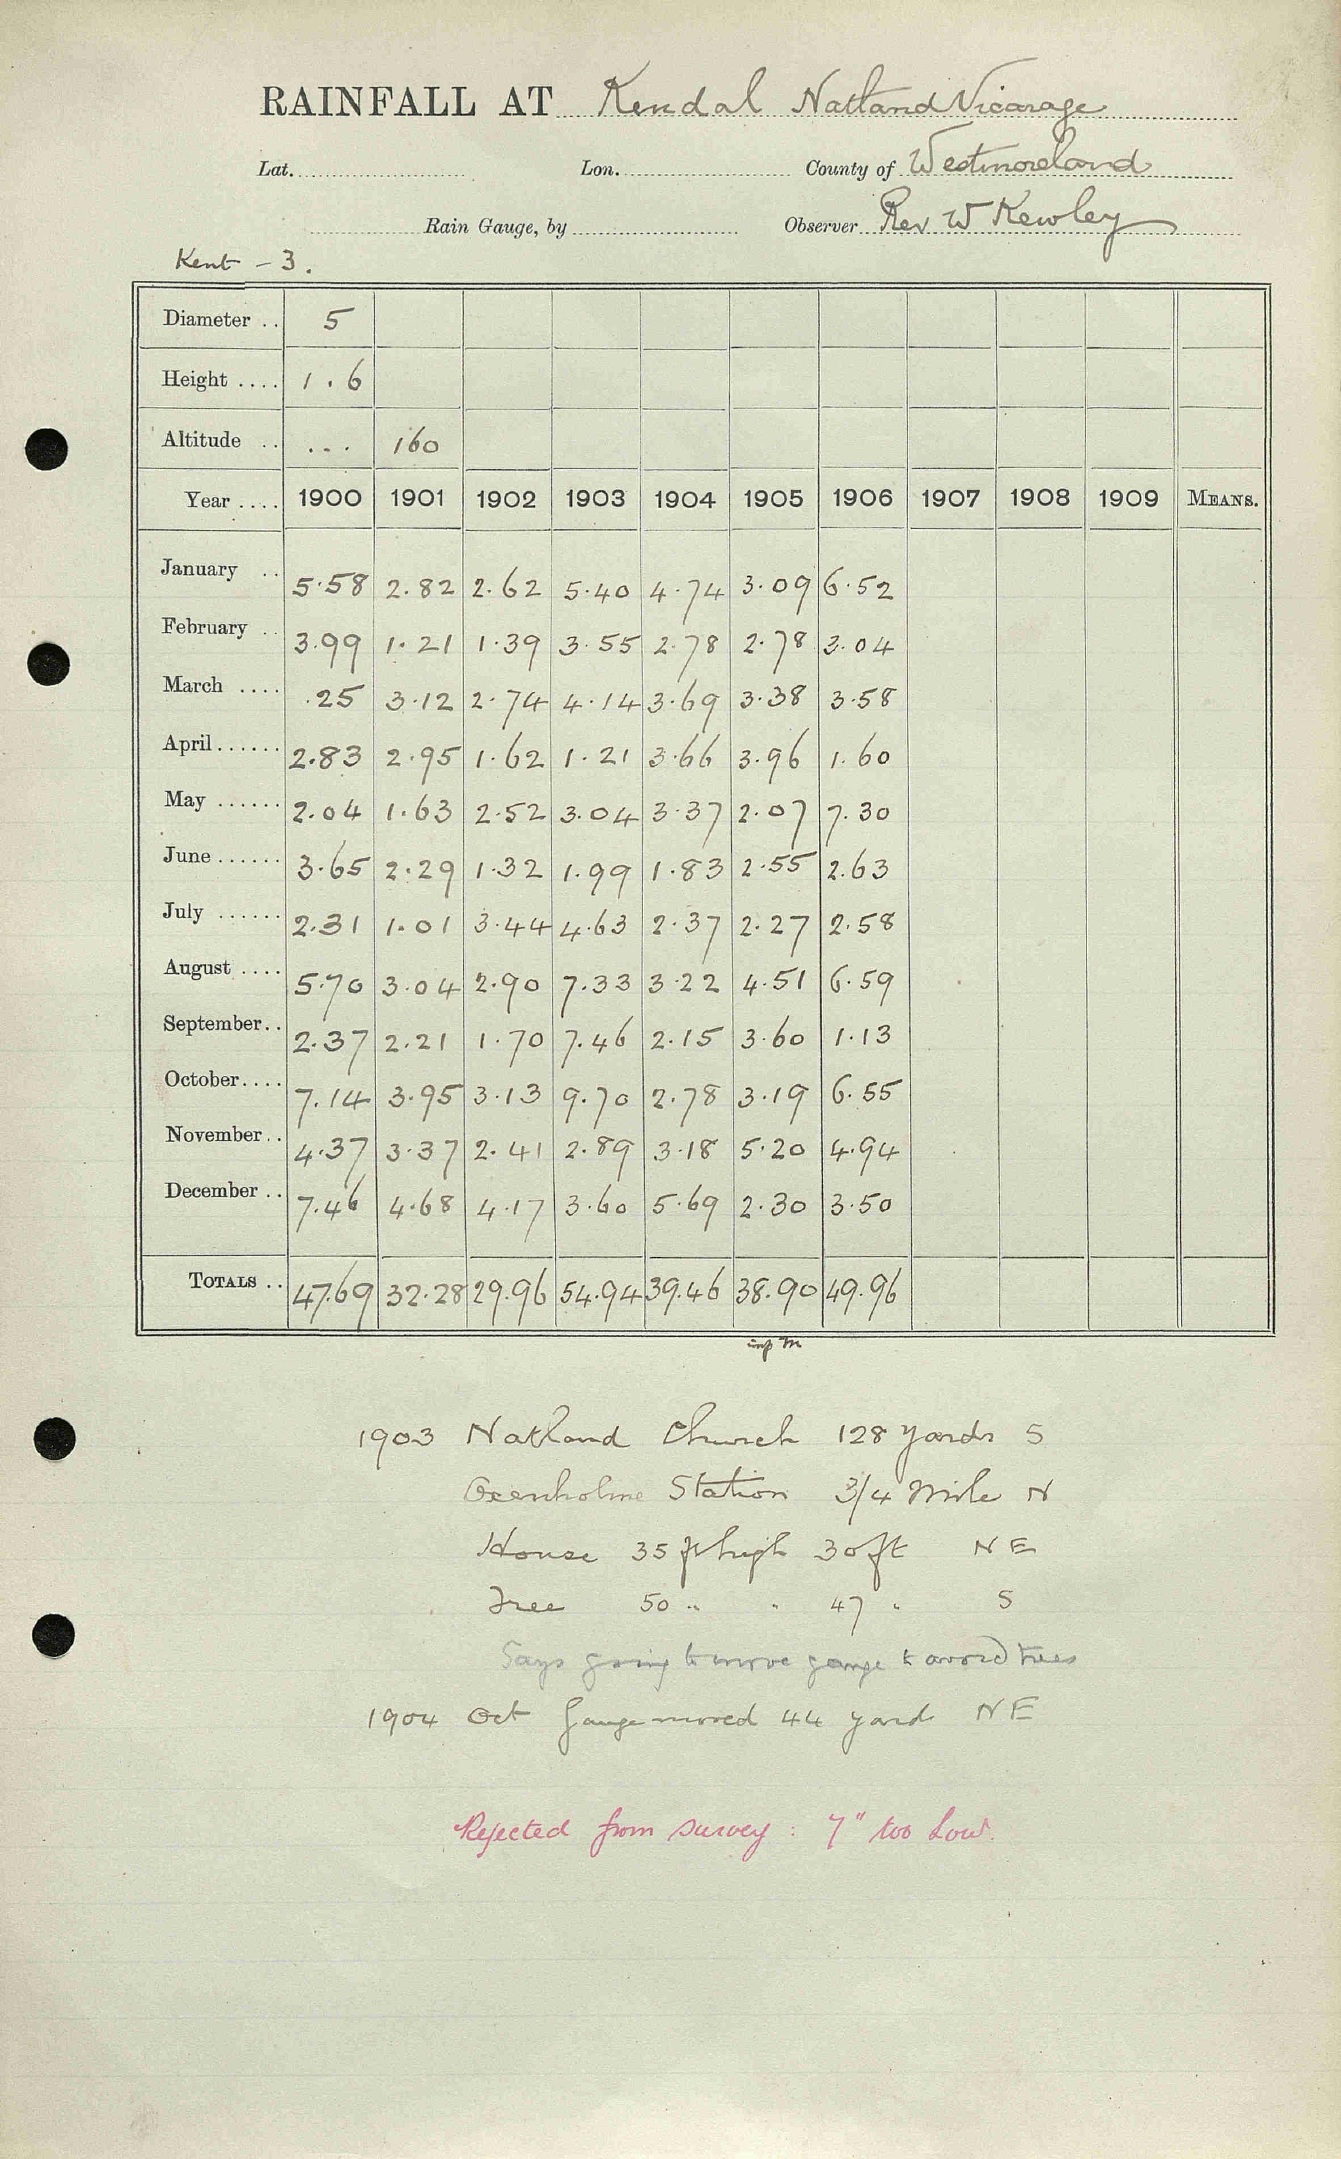 RAINFALL AT Kendal Natland Vicarage
Lat. Lon. County of Westmoreland
Rain Gauge, by Observer Rev W Kewley
Kent - 3.
Diameter .. 5
Height .... 1.6
Altitude .. ... 160
Year .... 1900 1901 1902 1903 1904 1905 1906 1907 1908 1909 MEANS.
January .. 5.58 2.82 2.62 5.40 4.74 3.09 6.52
February .. 3.99 1.21 1.39 3.55 2.78 2.78 3.04
March .... .25 3.12 2.74 4.14 3.69 3.38 3.58
April...... 2.83 2.95 1.62 1.21 3.66 3.96 1.60
May ...... 2.04 1.63 2.52 3.04 3.37 2.07 7.30
June...... 3.65 2.29 1.32 1.99 1.83 2.55 2.63
July ...... 2.31 1.01 3.44 4.63 2.37 2.27 2.58
August .... 5.70 3.04 2.90 7.33 3.22 4.51 6.59
September.. 2.37 2.21 1.70 7.46 2.15 3.60 1.13
October.... 7.14 3.95 3.13 9.70 2.78 3.19 6.55
November.. 4.37 3.37 2.41 2.89 3.18 5.20 4.94
December .. 7.46 4.68 4.17 3.60 5.69 2.30 3.50
TOTALS .. 47.69 32.28 29.96 54.94 39.46 38.90 49.96
1903 Natland Church 128 yards S
Oxenholme Station 3/4 Mile N
House 35 ft high 30 ft NE
Tree 50 " " 47 " S
Says going to move gauge to avoid trees
1904 Oct Gauge moved 44 yard NE
Rejected from survey : 7" too low.